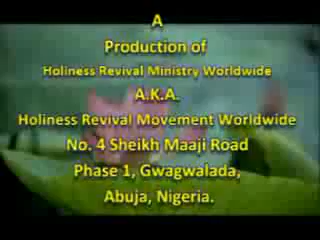 A
Production of
Holiness Revival Ministry Worldwide
A.K.A.
Holiness Revival Movement Worldwide
No. 4 Sheikh Maaji Road
Phase 1, Gwagwalada,
Abuja, Nigeria.